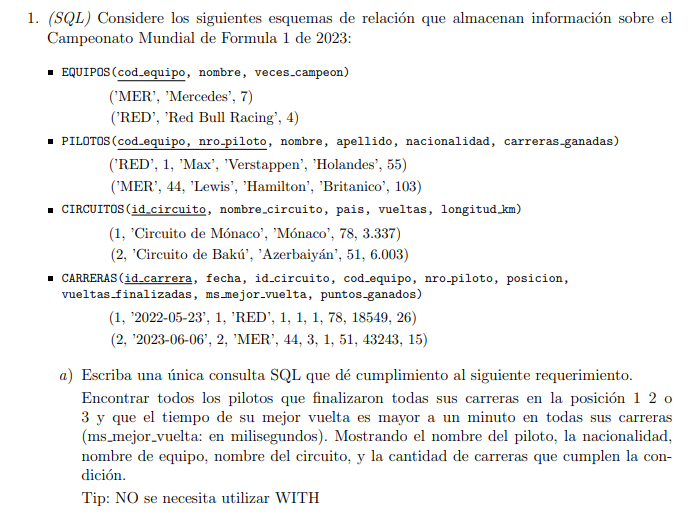 1. (SQL) Considere los siguientes esquemas de relación que almacenan información sobre el
Campeonato Mundial de Formula 1 de 2023:
▪ EQUIPOS(cod_equipo, nombre, veces_campeon)
('MER', 'Mercedes', 7)
('RED', 'Red Bull Racing', 4)
▪ PILOTOS(cod_equipo, nro_piloto, nombre, apellido, nacionalidad, carreras_ganadas)
('RED', 1, 'Max', 'Verstappen', 'Holandes', 55)
('MER', 44, 'Lewis', 'Hamilton', 'Britanico', 103)
▪ CIRCUITOS(id_circuito, nombre_circuito, pais, vueltas, longitud_km)
(1, 'Circuito de Mónaco', 'Mónaco', 78, 3.337)
(2, 'Circuito de Bakú', 'Azerbaiyán', 51, 6.003)
▪ CARRERAS(id_carrera, fecha, id_circuito, cod_equipo, nro_piloto, posicion,
vueltas_finalizadas, ms_mejor_vuelta, puntos_ganados)
(1, '2022-05-23', 1, 'RED', 1, 1, 1, 78, 18549, 26)
(2, '2023-06-06', 2, 'MER', 44, 3, 1, 51, 43243, 15)
a) Escriba una única consulta SQL que dé cumplimiento al siguiente requerimiento.
Encontrar todos los pilotos que finalizaron todas sus carreras en la posición 1 2 o
3 y que el tiempo de su mejor vuelta es mayor a un minuto en todas sus carreras
(ms_mejor_vuelta: en milisegundos). Mostrando el nombre del piloto, la nacionalidad,
nombre de equipo, nombre del circuito, y la cantidad de carreras que cumplen la con-
dición.
Tip: NO se necesita utilizar WITH